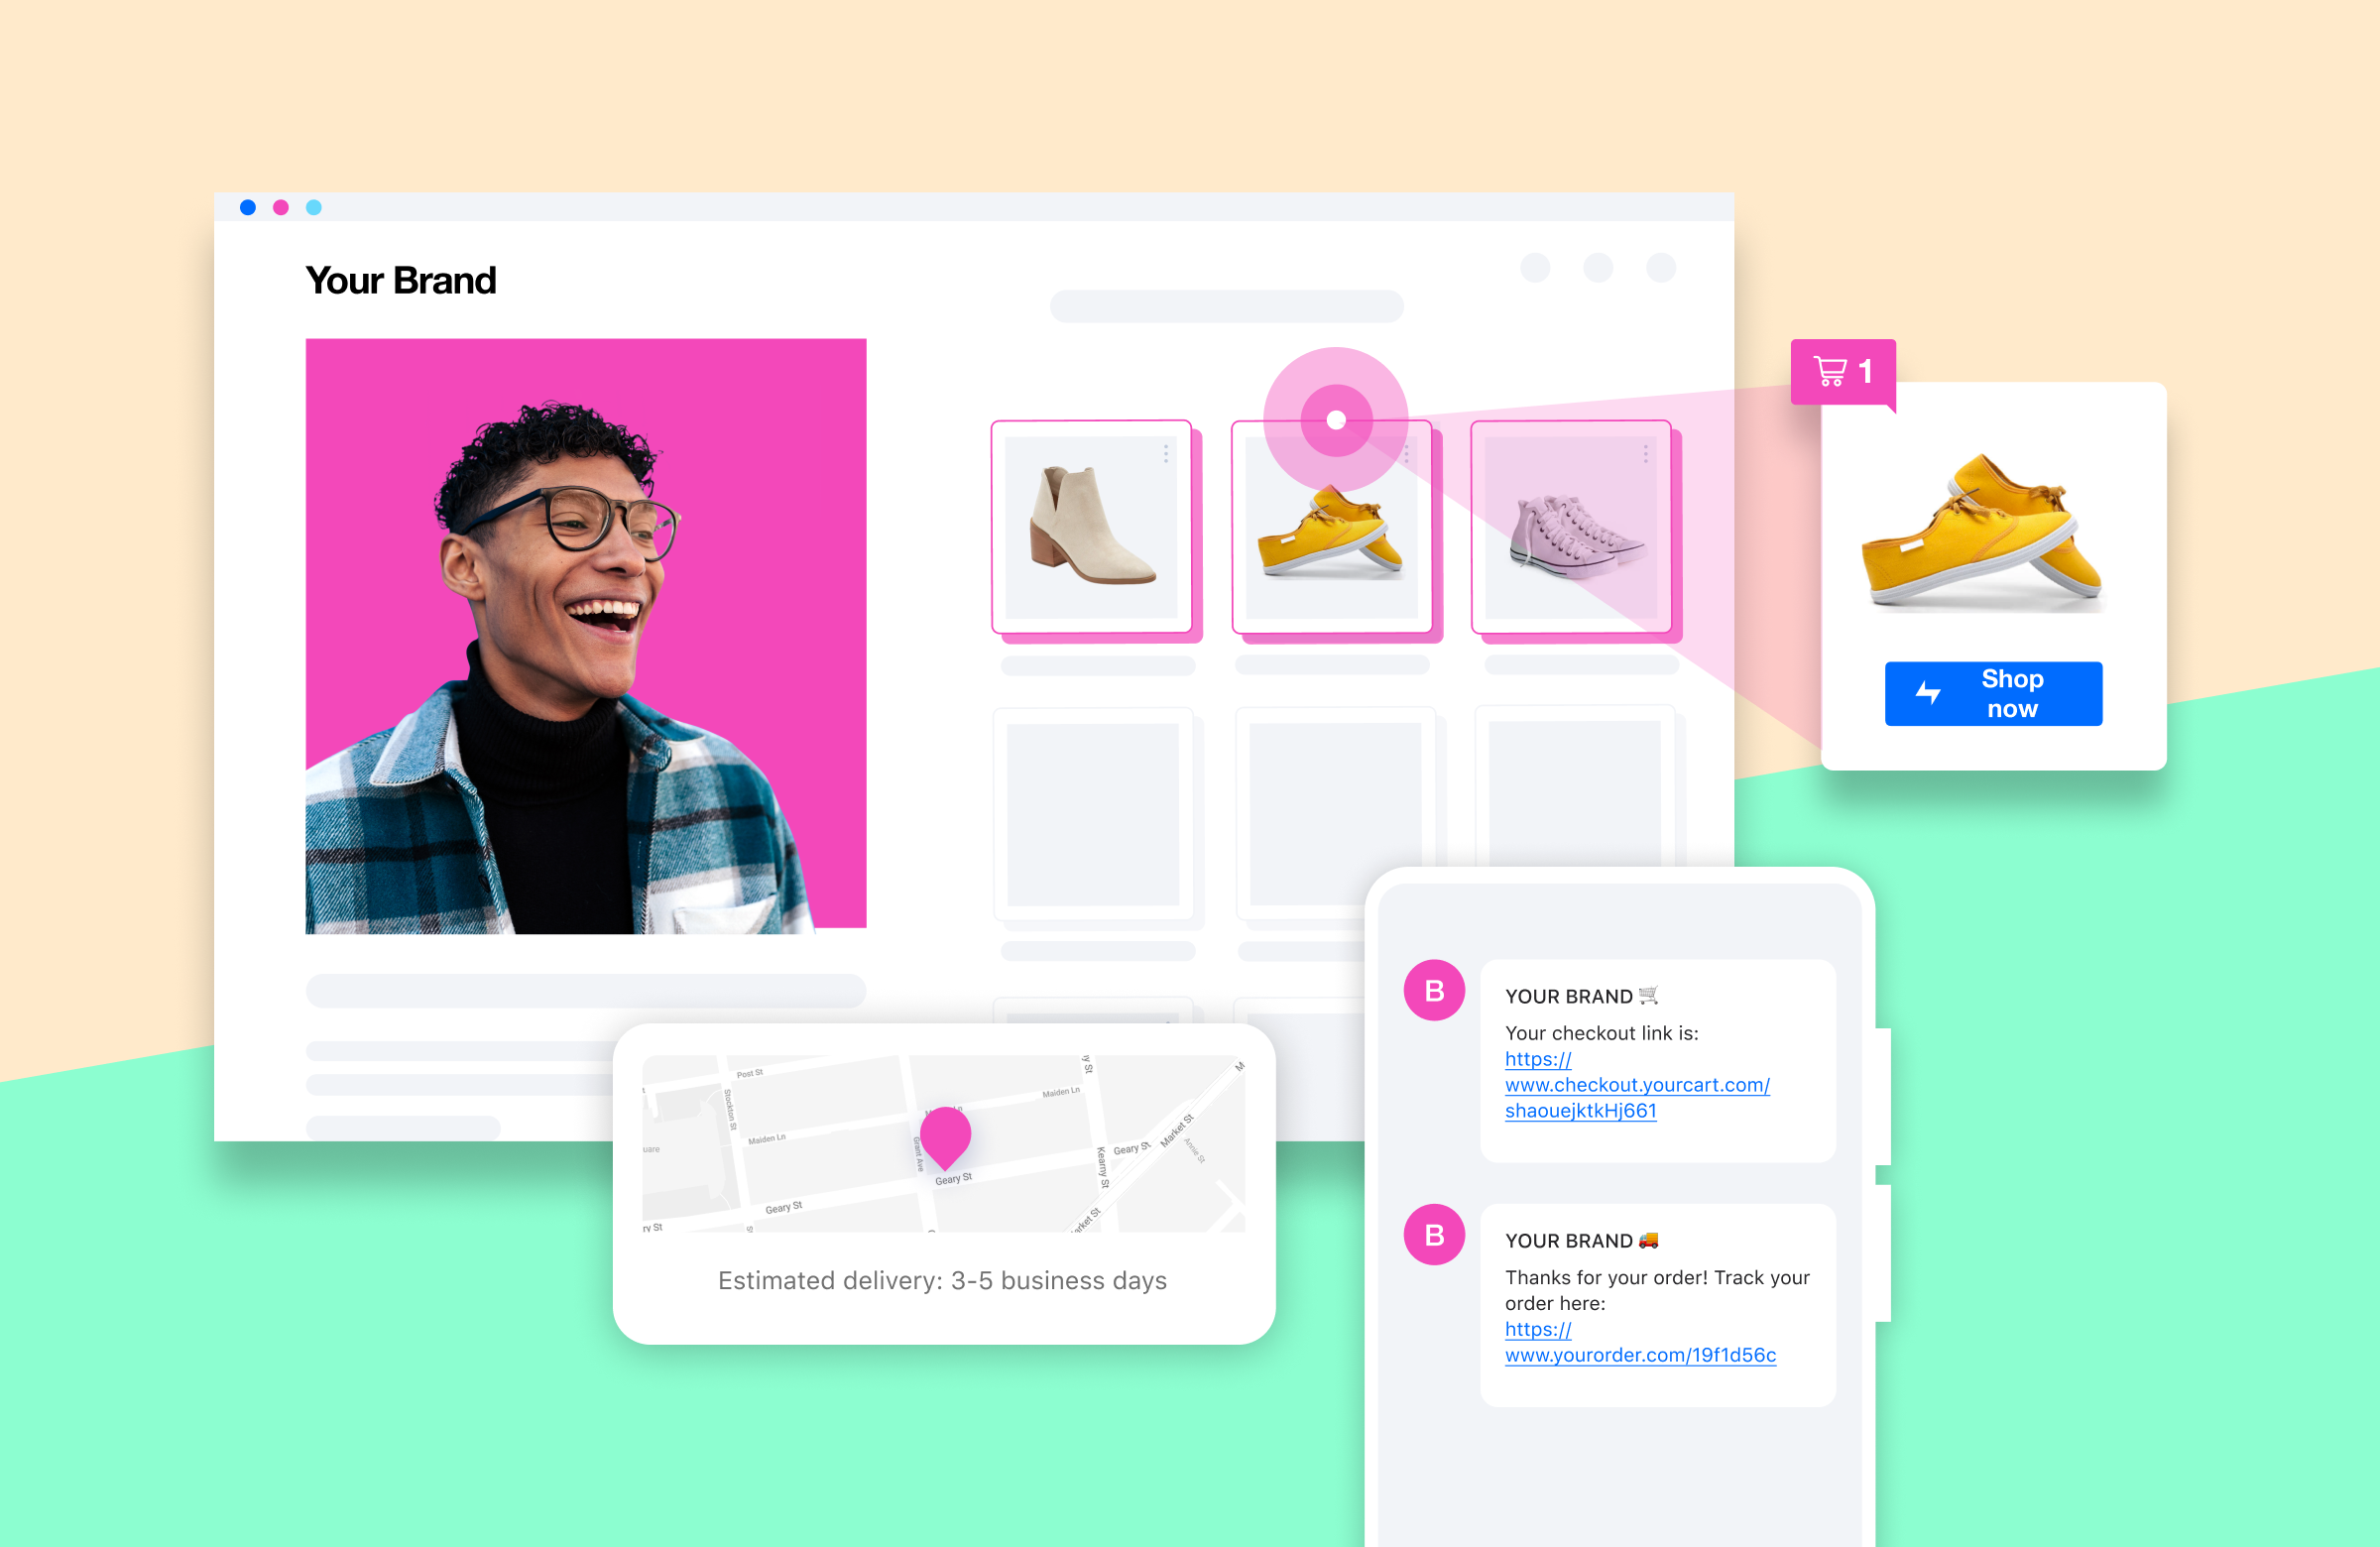 Your Brand
1
Shop
now
Post St
Stockton St
Maiden Ln
Maiden Ln
Grant Ave
Geary St
Geary St
Geary St
Kearny St
Market St
Annie St
Estimated delivery: 3-5 business days
B
YOUR BRAND 🛒
Your checkout link is:
https://
www.checkout.yourcart.com/
shaouejktkHj661
B
YOUR BRAND 🚚
Thanks for your order! Track your
order here:
https://
www.yourorder.com/19f1d56c